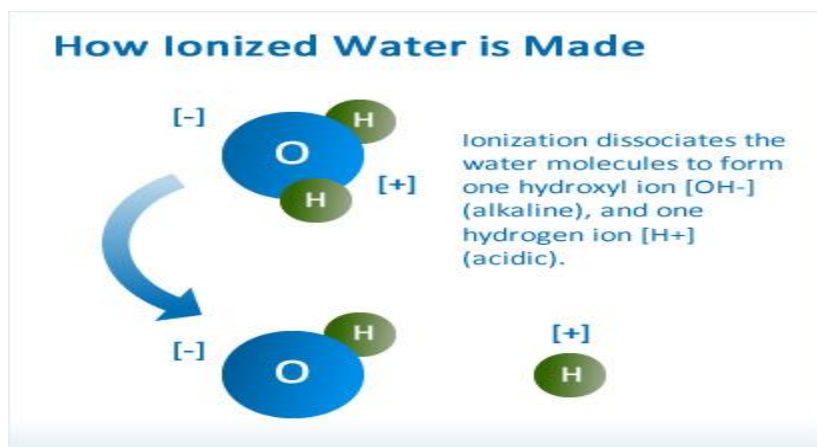 How Ionized Water is Made
[-]
H
O
H
[+]
Ionization dissociates the
water molecules to form
one hydroxyl ion [OH-]
(alkaline), and one
hydrogen ion [H+]
(acidic).
[-]
H
O
[+]
H